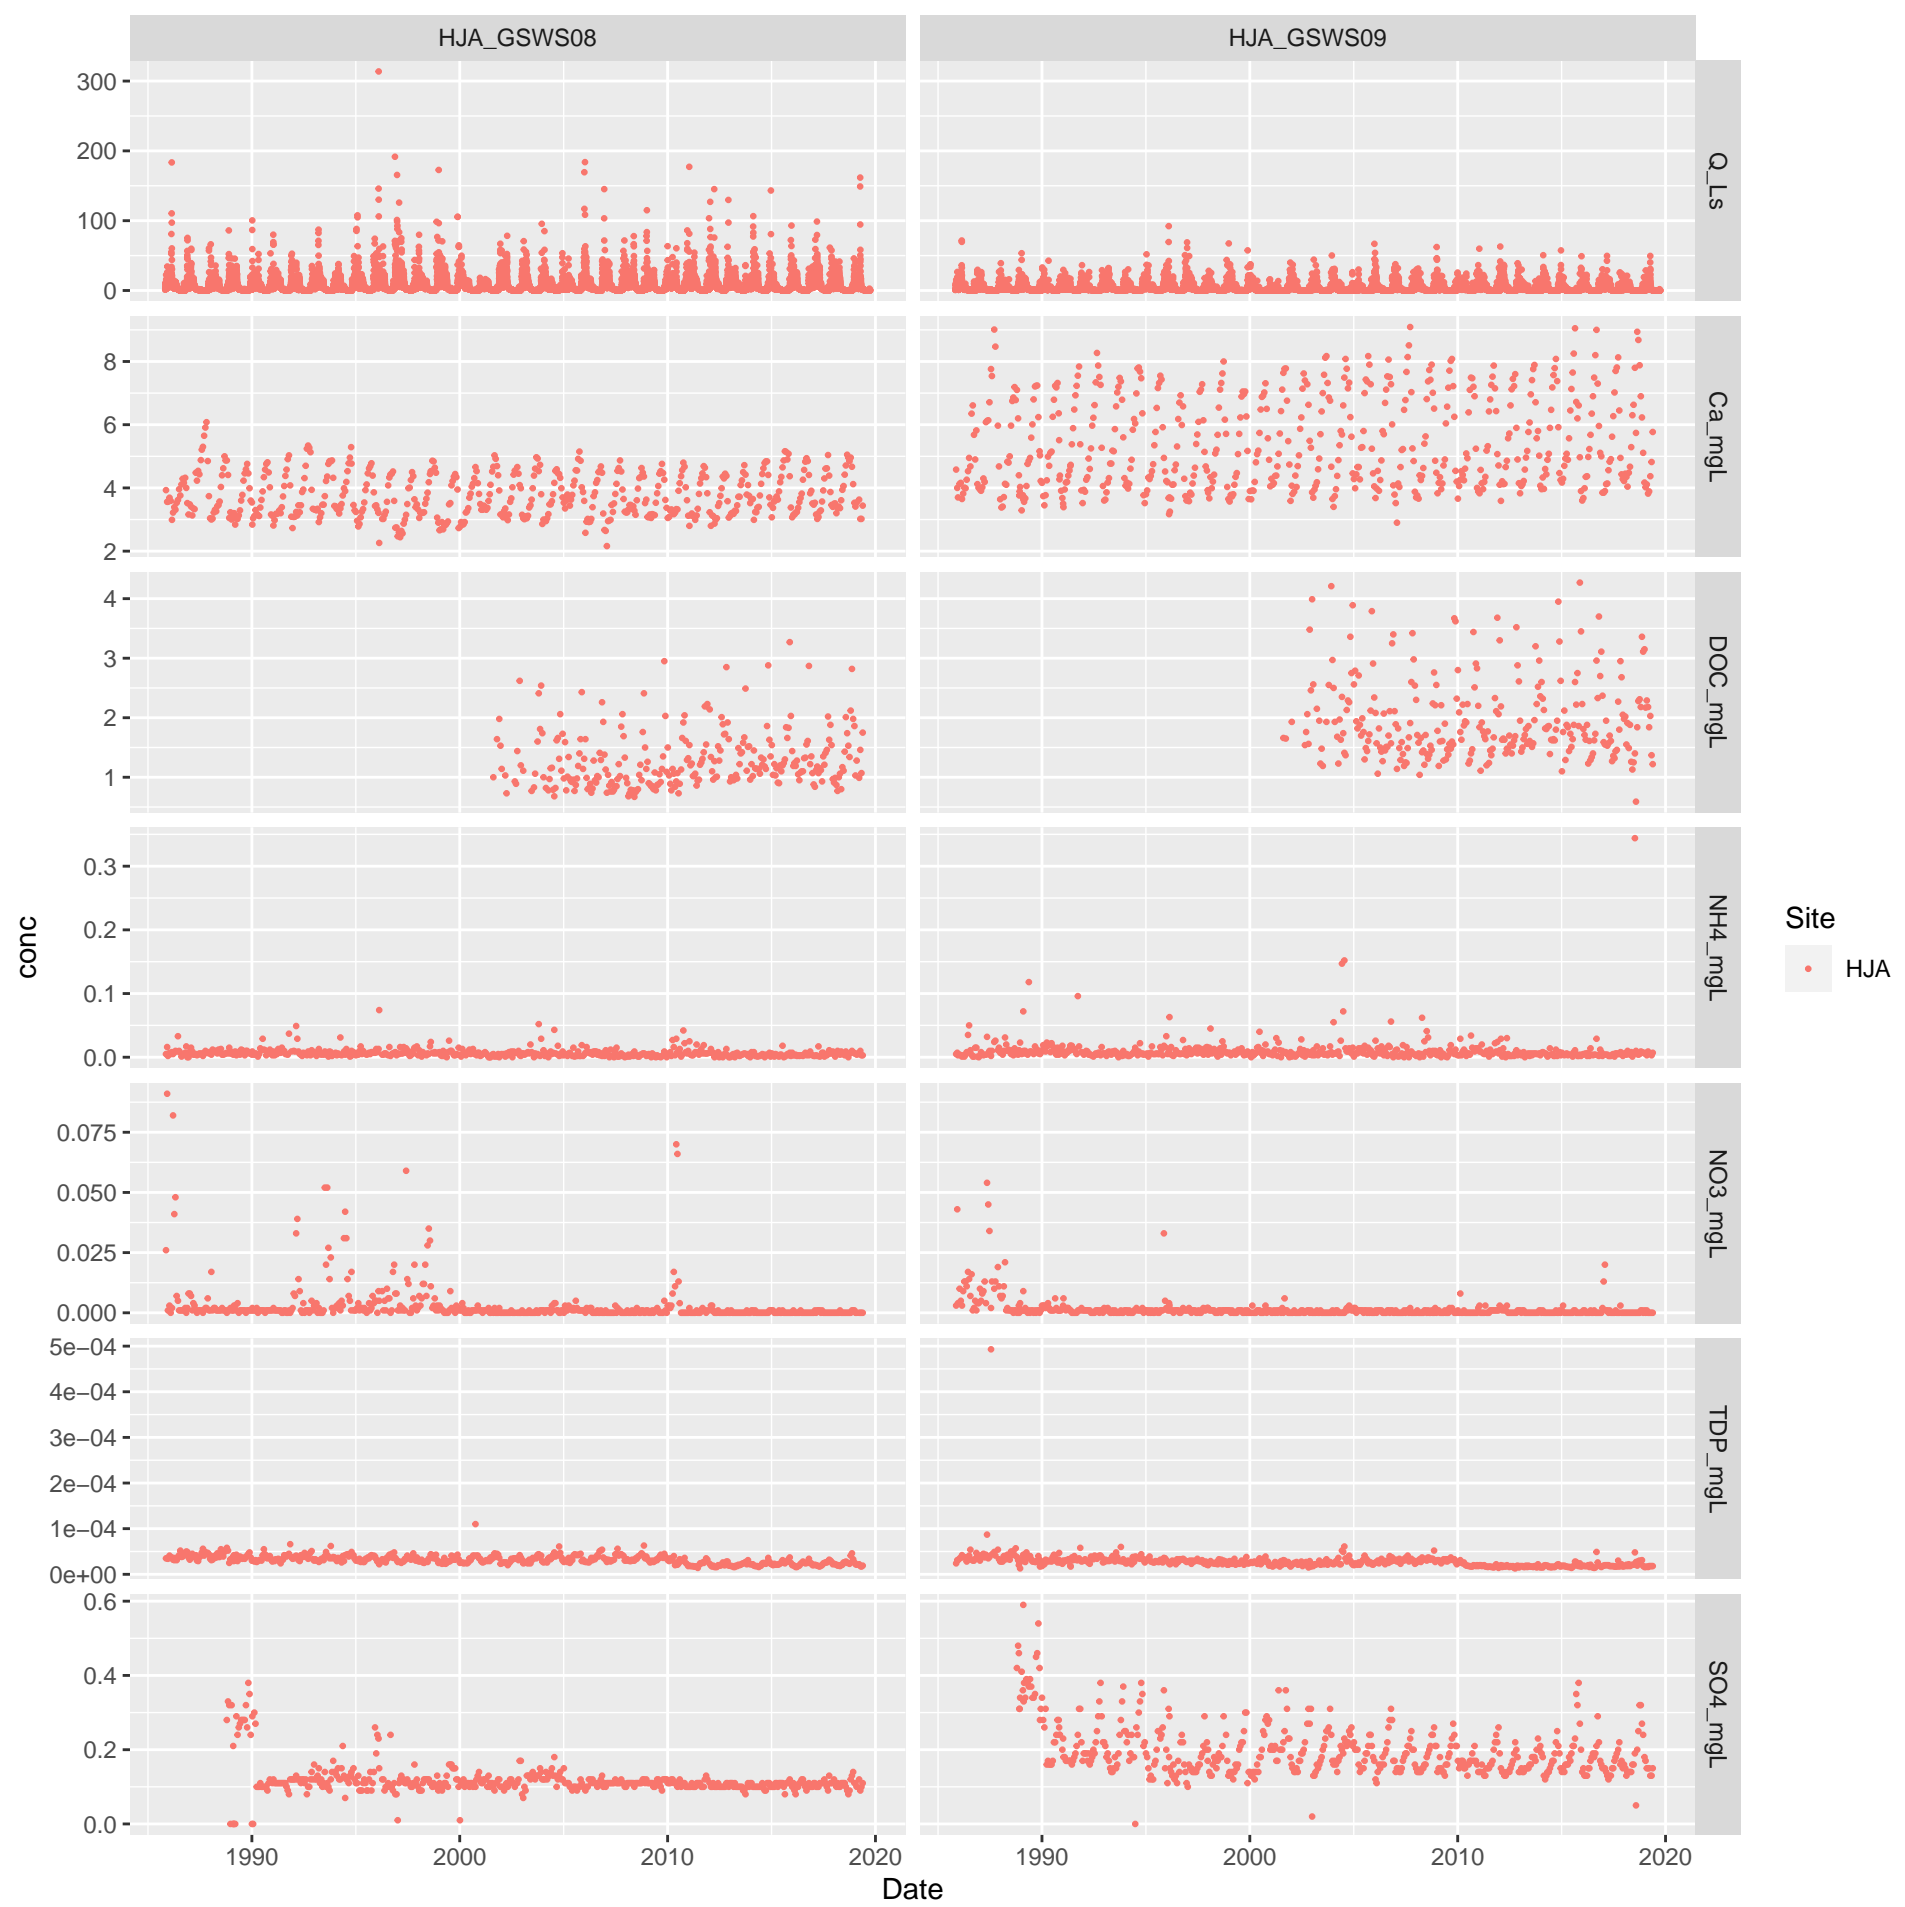 HJA_GSWS08 HJA_GSWS09
300
200
100
0
Q_Ls
8
6
4
2
Ca_mgL
4
3
2
1
DOC_mgL
0.3
0.2
0.1
0.0
NH4_mgL
0.075
0.050
0.025
0.000
NO3_mgL
5e−04
4e−04
3e−04
2e−04
1e−04
0e+00
TDP_mgL
0.6
0.4
0.2
0.0
SO4_mgL
1990 2000 2010 2020 1990 2000 2010 2020
Date
conc
Site
HJA